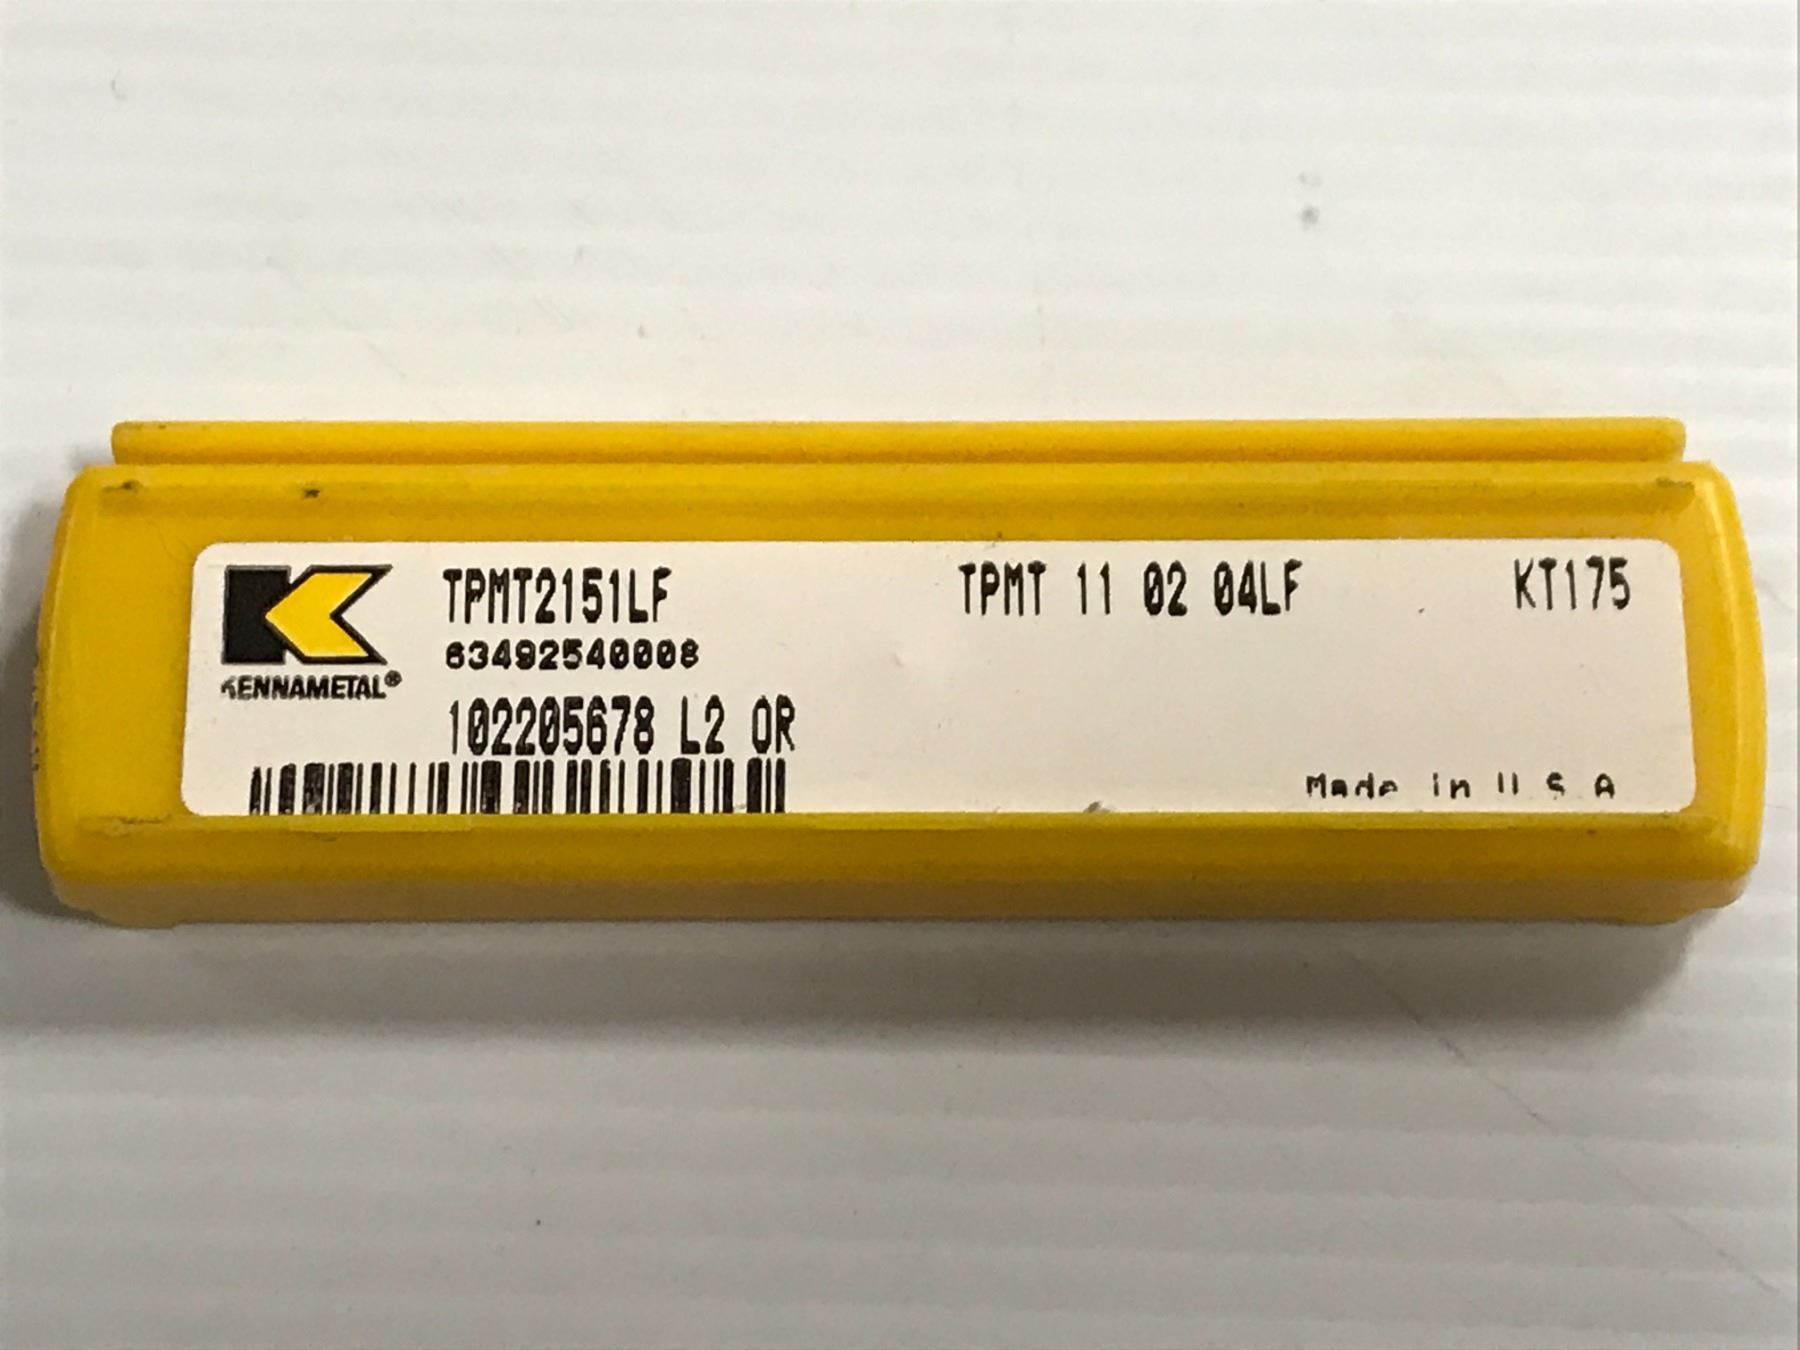 TPMT2151LF TPMT 11 02 04LF KT175
63492540008
KENNAMETAL®
102205678 L2 OR
Made in U.S.A